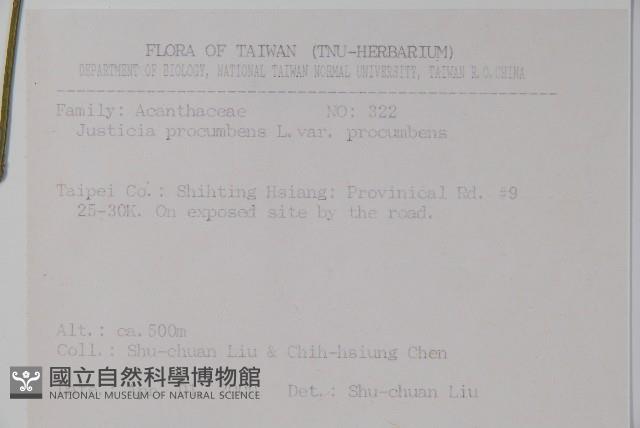 FLORA OF TAIWAN (TNU-HERBARIUM)
DEPARTMENT OF BIOLOGY, NATIONAL TAIWAN NORMAL UNIVERSITY, TAIWAN R.O.CHINA
Family: Acanthaceae NO: 322
Justicia procumbens L. var. procumbens
Taipei Co.: Shihting Hsiang: Provinical Rd. #9
25-30K. On exposed site by the road.
Alt.: ca.500m
Coll.: Shu-chuan Liu & Chih-hsiung Chen
Det.: Shu-chuan Liu
國立自然科學博物館
NATIONAL MUSEUM OF NATURAL SCIENCE